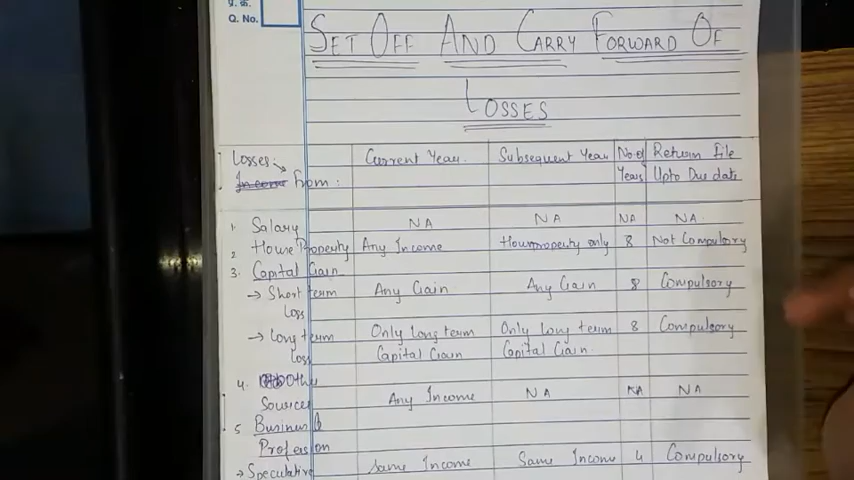 प्र. क्र.
Q. No.
SET OFF AND CARRY FORWARD OF
LOSSES
Losses From: Current Year Subsequent Year No of Years Return File Upto Due date
1. Salary NA NA NA NA
2 House Property Any Income Houseproperty only 8 Not Compulsory
3. Capital Gain
→ Short term Loss Any Gain Any Gain 8 Compulsory
→ Long term Loss Only long term Capital Gain Only long term Capital Gain 8 Compulsory
4. Other Sources Any Income NA NA NA
5 Business & Profession
→ Speculative Same Income Same Income 4 Compulsory